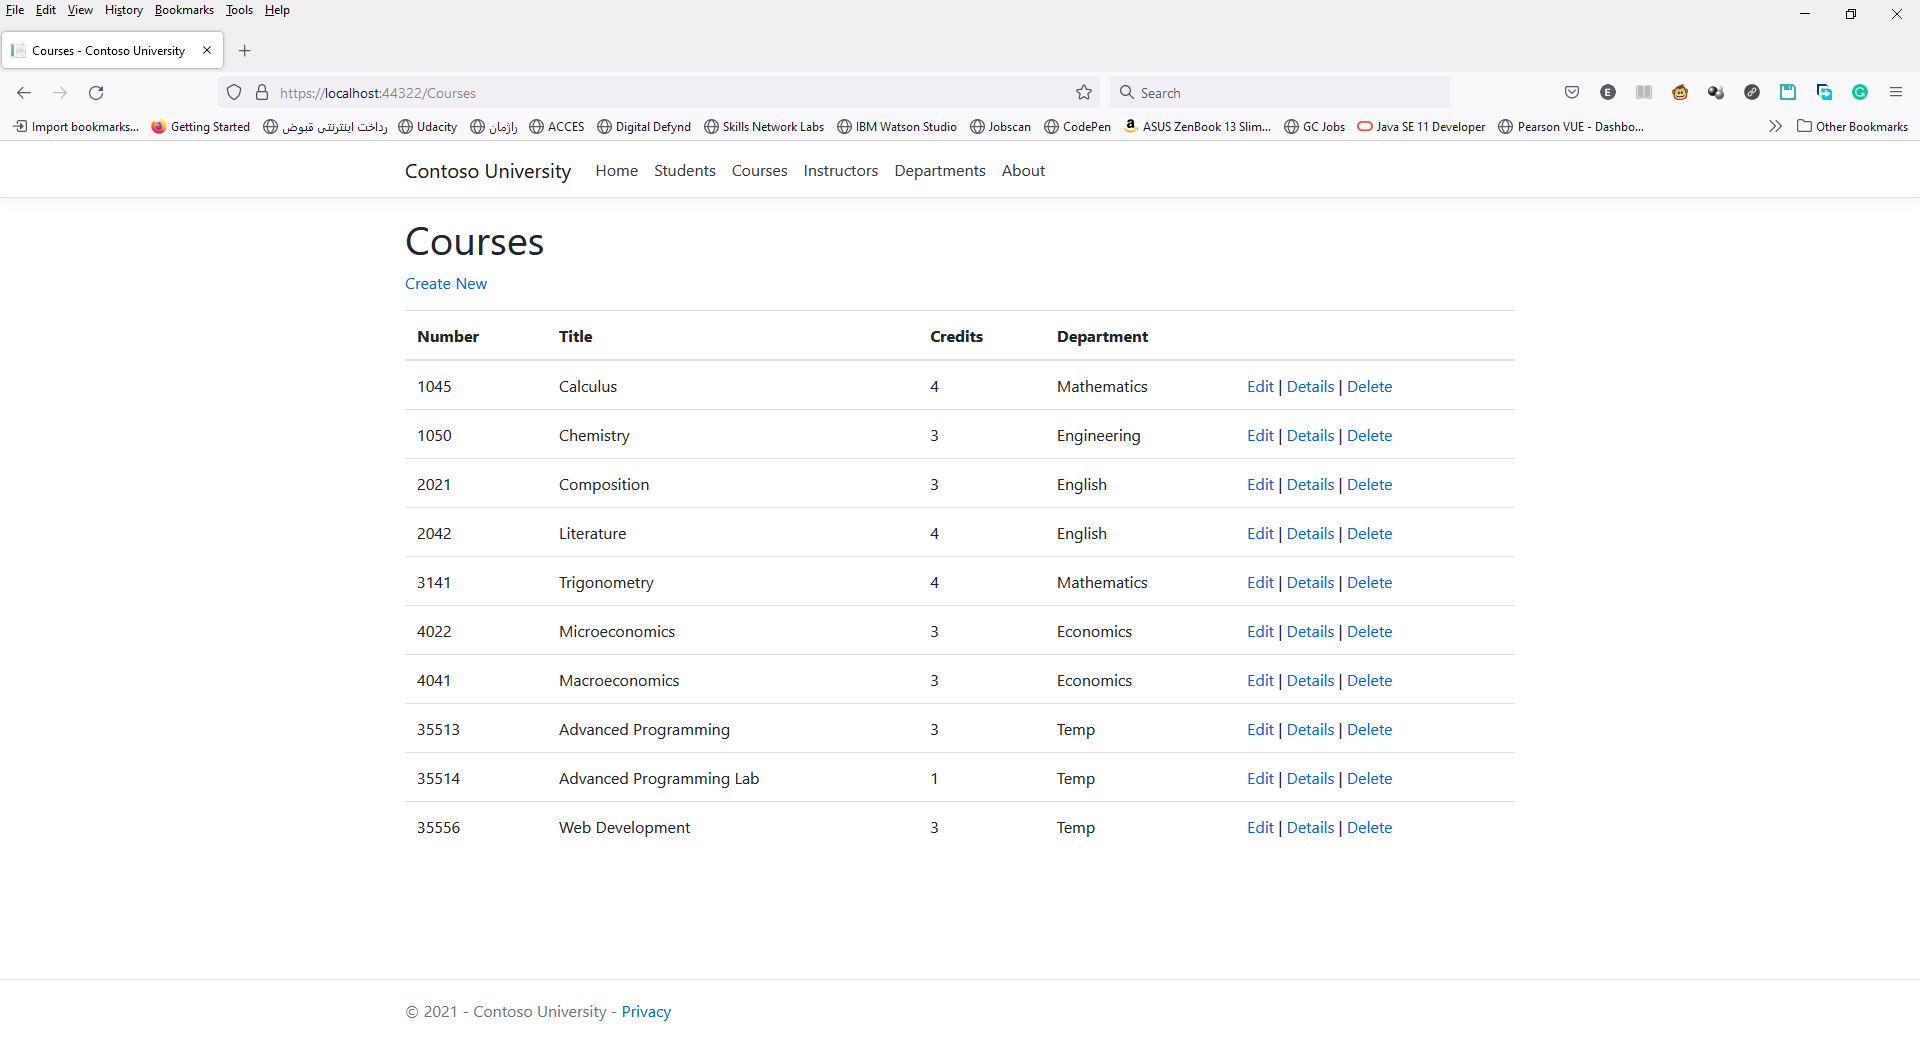 File Edit View History Bookmarks Tools Help
Courses - Contoso University
https://localhost:44322/Courses
Search
E
G
Import bookmarks... Getting Started رداخت اینترنتی قبوض Udacity راژمان ACCES Digital Defynd Skills Network Labs IBM Watson Studio Jobscan CodePen a ASUS ZenBook 13 Slim... GC Jobs Java SE 11 Developer Pearson VUE - Dashbo... Other Bookmarks
Contoso University Home Students Courses Instructors Departments About
Courses
Create New
Number Title Credits Department
1045 Calculus 4 Mathematics Edit | Details | Delete
1050 Chemistry 3 Engineering Edit | Details | Delete
2021 Composition 3 English Edit | Details | Delete
2042 Literature 4 English Edit | Details | Delete
3141 Trigonometry 4 Mathematics Edit | Details | Delete
4022 Microeconomics 3 Economics Edit | Details | Delete
4041 Macroeconomics 3 Economics Edit | Details | Delete
35513 Advanced Programming 3 Temp Edit | Details | Delete
35514 Advanced Programming Lab 1 Temp Edit | Details | Delete
35556 Web Development 3 Temp Edit | Details | Delete
© 2021 - Contoso University - Privacy